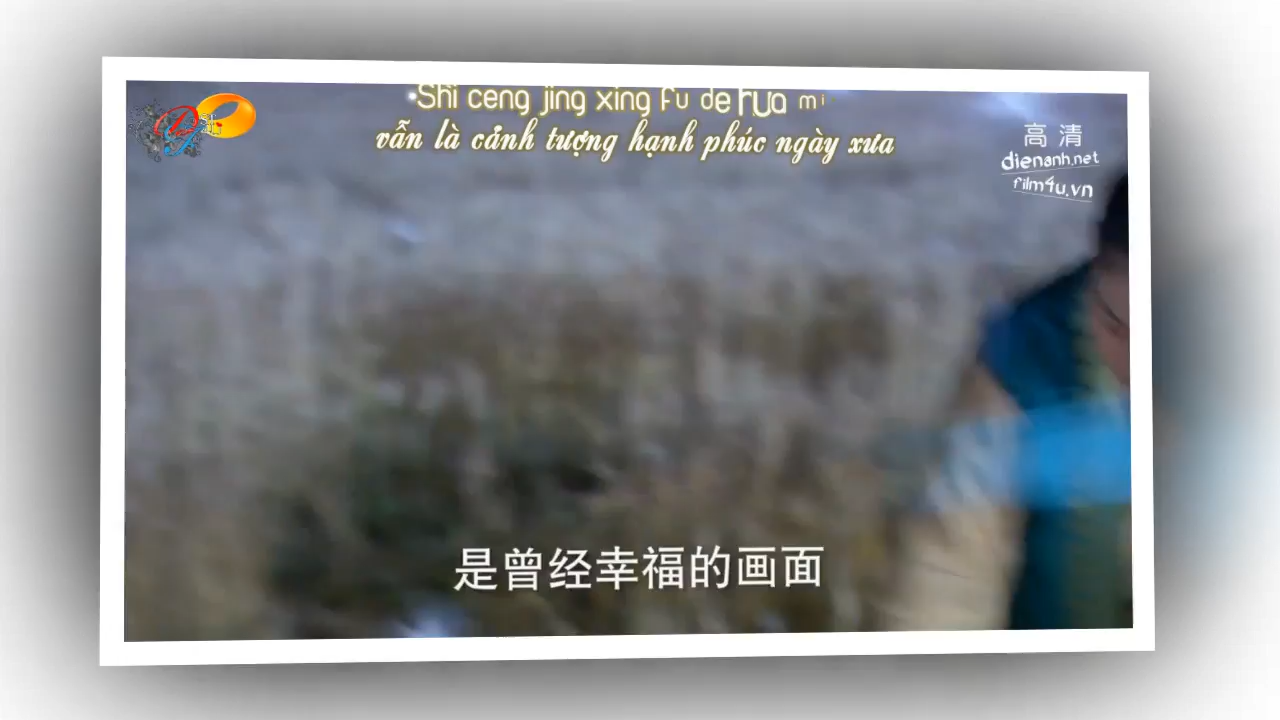 Shi ceng jing xing fu de hua mi
vẫn là cảnh tượng hạnh phúc ngày xưa
高清
dienanh.net
film4u.vn
是曾经幸福的画面